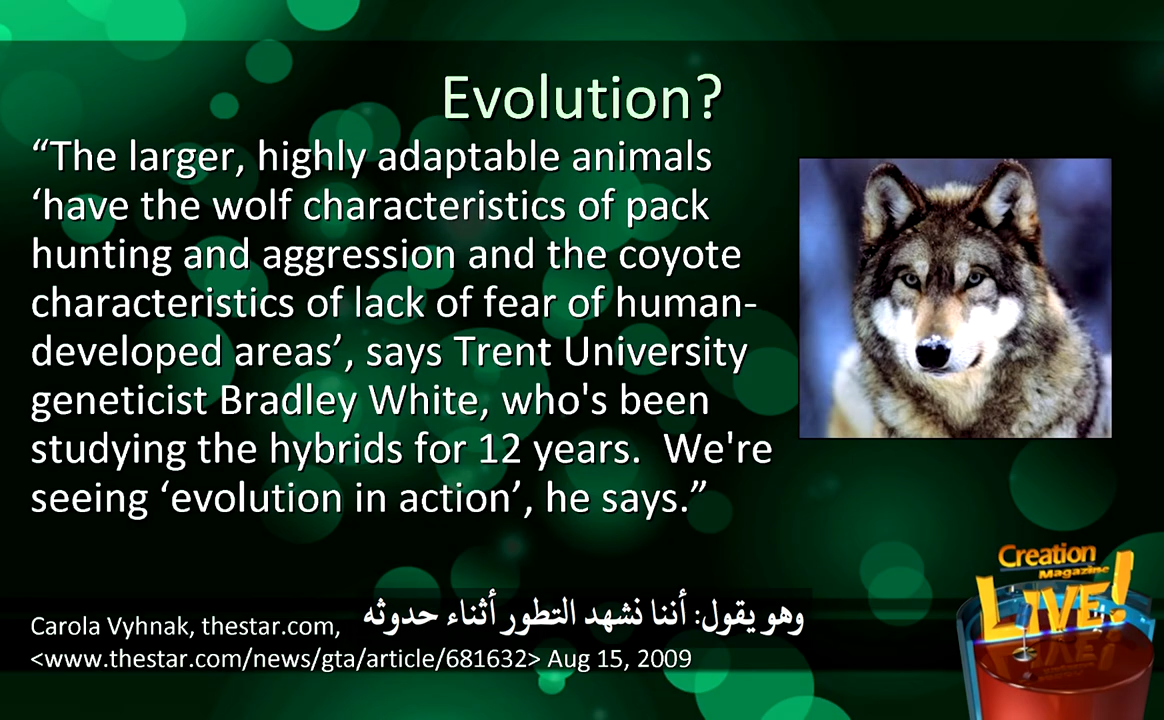 Evolution?
“The larger, highly adaptable animals
‘have the wolf characteristics of pack
hunting and aggression and the coyote
characteristics of lack of fear of human-
developed areas’, says Trent University
geneticist Bradley White, who's been
studying the hybrids for 12 years.  We're
seeing ‘evolution in action’, he says.”
وهو يقول: أننا نشهد التطور أثناء حدوثه
Carola Vyhnak, thestar.com,
<www.thestar.com/news/gta/article/681632> Aug 15, 2009
Creation
Magazine
LIVE!